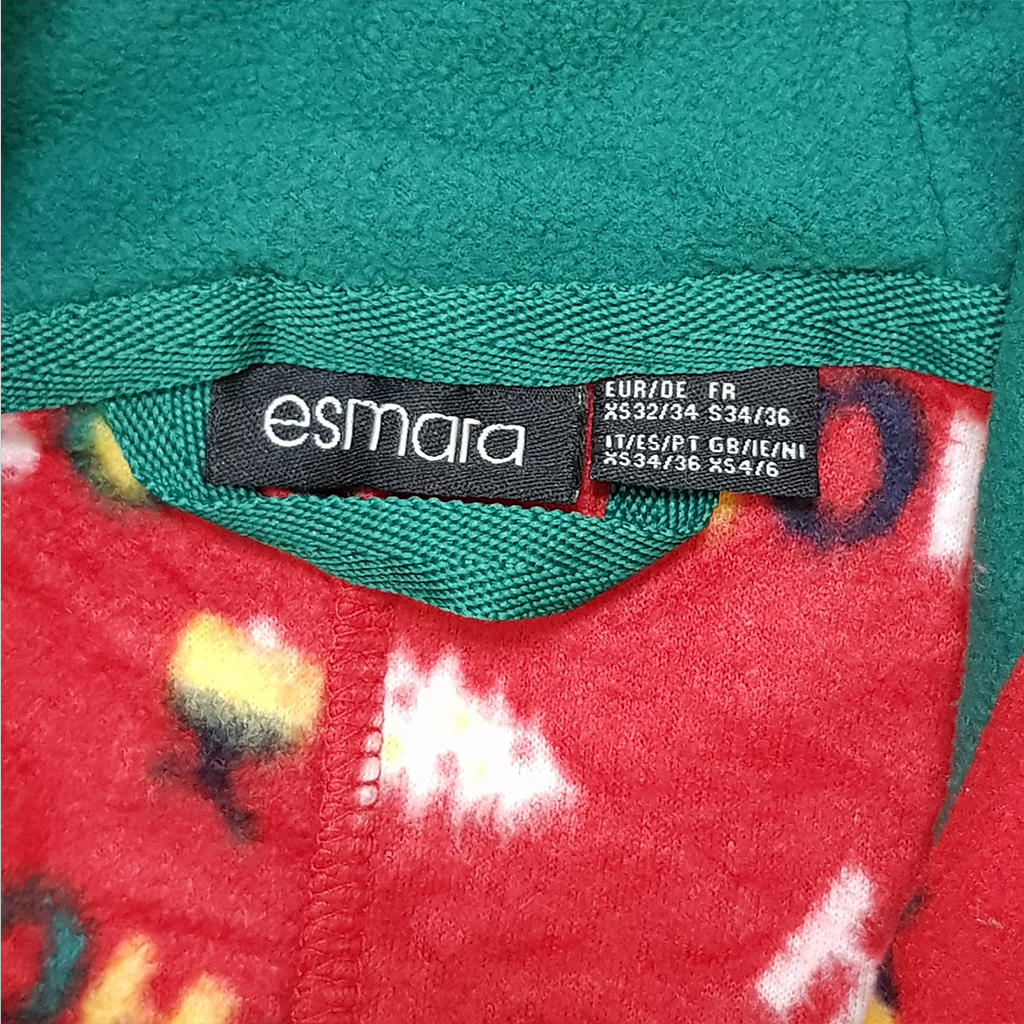 esmara
EUR/DE FR
XS32/34 S34/36
IT/ES/PT GB/IE/NI
XS34/36 XS4/6